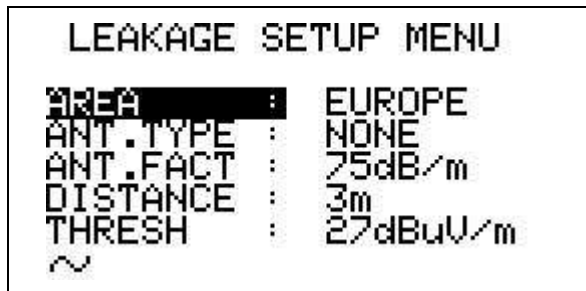 LEAKAGE SETUP MENU
AREA : EUROPE
ANT.TYPE : NONE
ANT.FACT : 75dB/m
DISTANCE : 3m
THRESH : 27dBuV/m
~